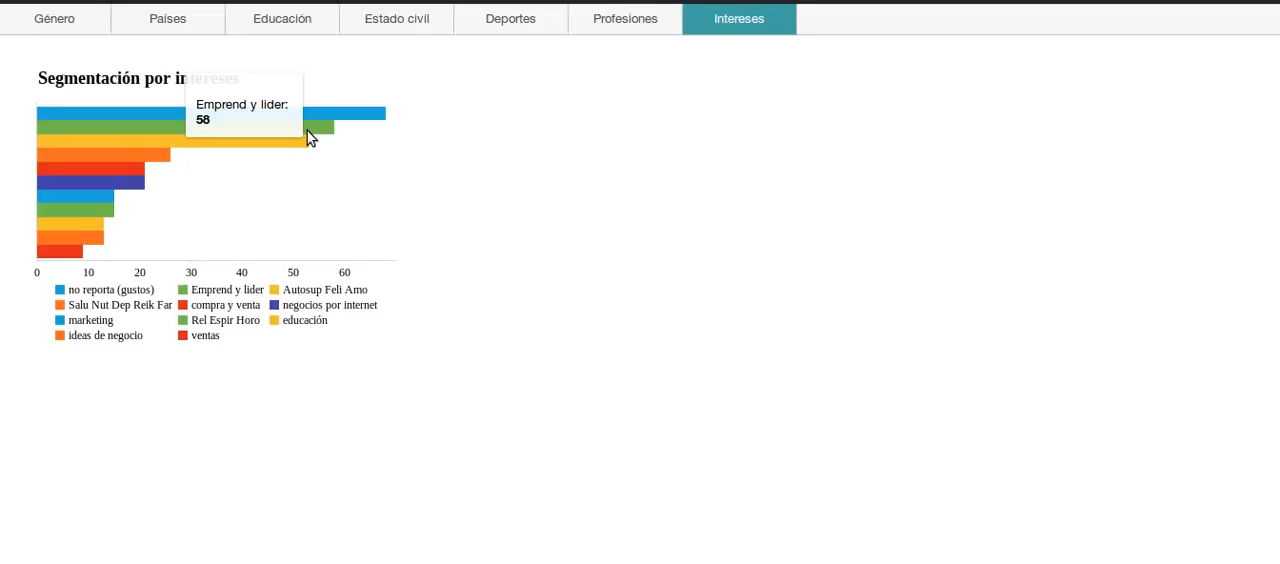 Género Países Educación Estado civil Deportes Profesiones Intereses
Segmentación por intereses
Emprend y lider:
58
0 10 20 30 40 50 60
no reporta (gustos) Emprend y lider Autosup Feli Amo
Salu Nut Dep Reik Far compra y venta negocios por internet
marketing Rel Espir Horo educación
ideas de negocio ventas